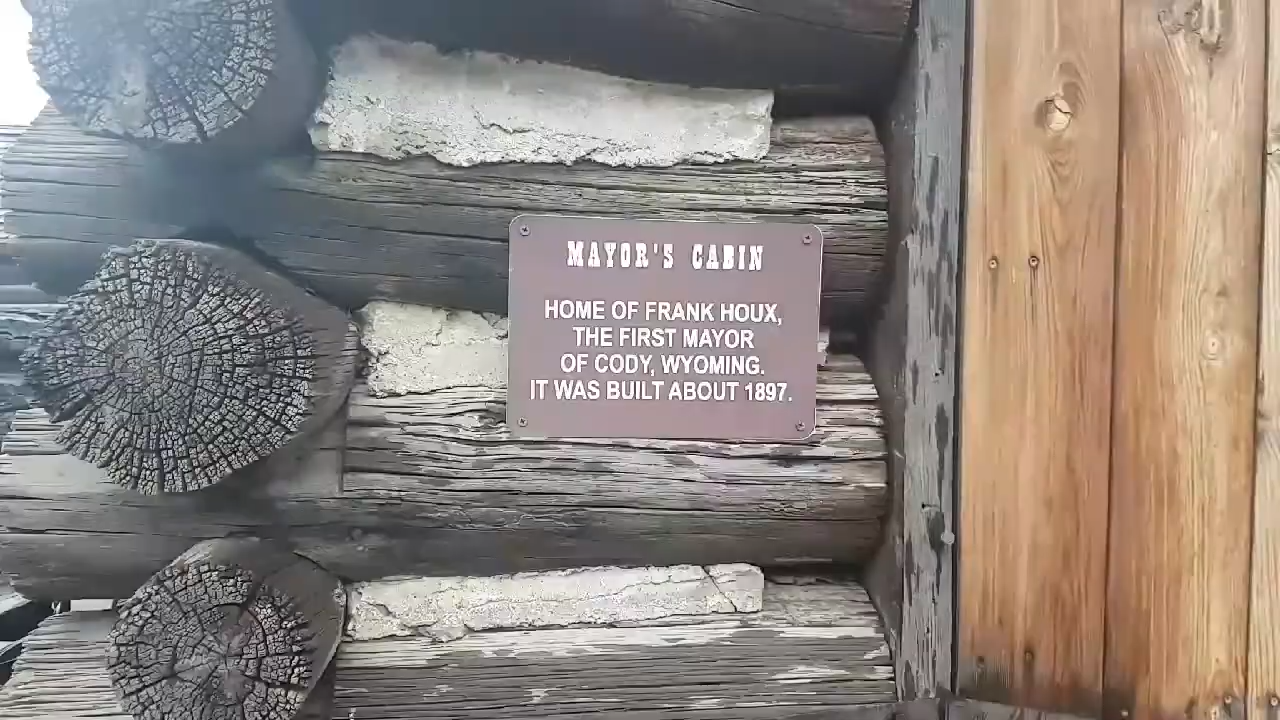 MAYOR'S CABIN
HOME OF FRANK HOUX,
THE FIRST MAYOR
OF CODY, WYOMING.
IT WAS BUILT ABOUT 1897.